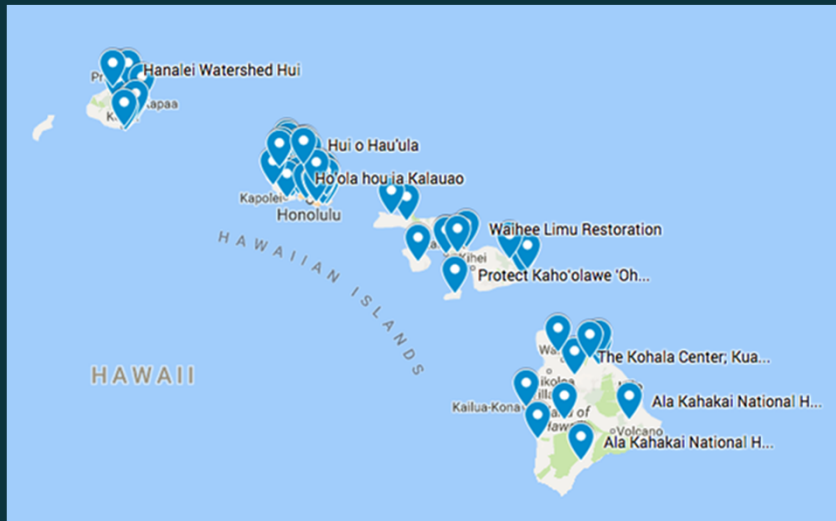 Hanalei Watershed Hui
Pr
Kapaa
Hui o Hau'ula
Ho'ola hou ia Kalauao
Kapolei
Honolulu
HAWAIIAN ISLANDS
Waihee Limu Restoration
Kihei
Protect Kaho'olawe 'Oh...
HAWAII
Wa
The Kohala Center; Kua...
Ala Kahakai National H...
Kailua-Kona
Volcano
Ala Kahakai National H...